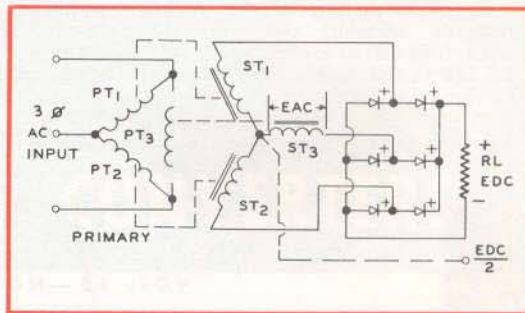 ST₁
PT₁
3 Ø
AC
INPUT
PT₃
EAC
ST₃
+
+
+
+
+
+
+
RL
EDC
−
PT₂
ST₂
PRIMARY
EDC
2